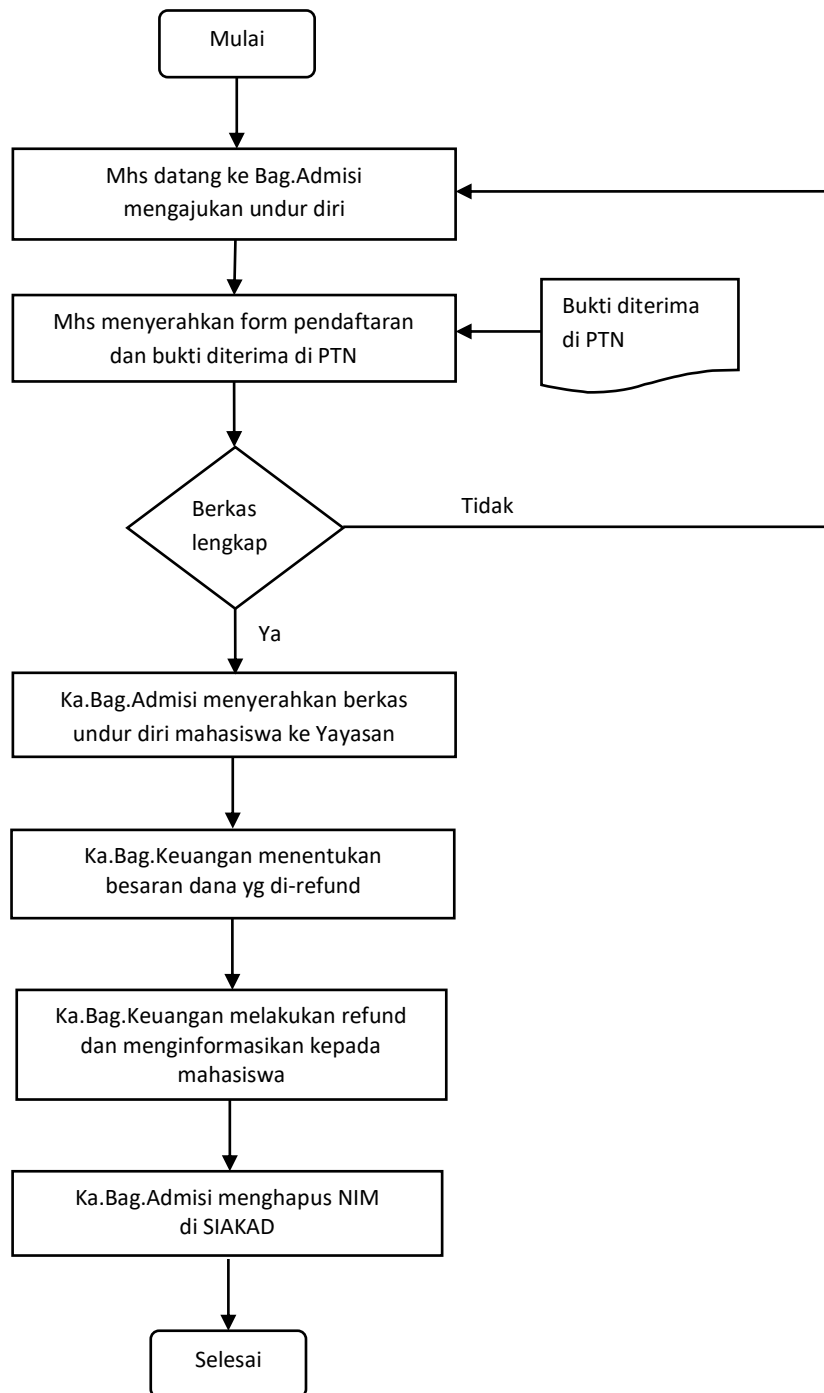 Mulai
Mhs datang ke Bag.Admisi
mengajukan undur diri
Mhs menyerahkan form pendaftaran
dan bukti diterima di PTN
Bukti diterima
di PTN
Berkas
lengkap
Tidak
Ya
Ka.Bag.Admisi menyerahkan berkas
undur diri mahasiswa ke Yayasan
Ka.Bag.Keuangan menentukan
besaran dana yg di-refund
Ka.Bag.Keuangan melakukan refund
dan menginformasikan kepada
mahasiswa
Ka.Bag.Admisi menghapus NIM
di SIAKAD
Selesai